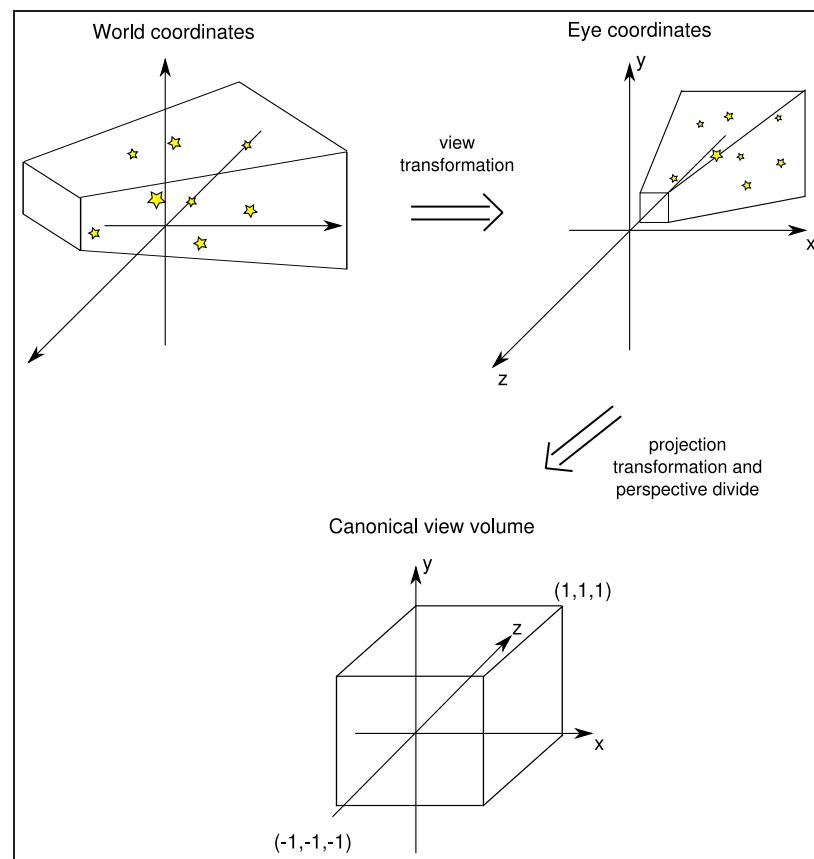 World coordinates
Eye coordinates
y
view
transformation
x
z
projection
transformation and
perspective divide
Canonical view volume
y
(1,1,1)
z
x
(-1,-1,-1)